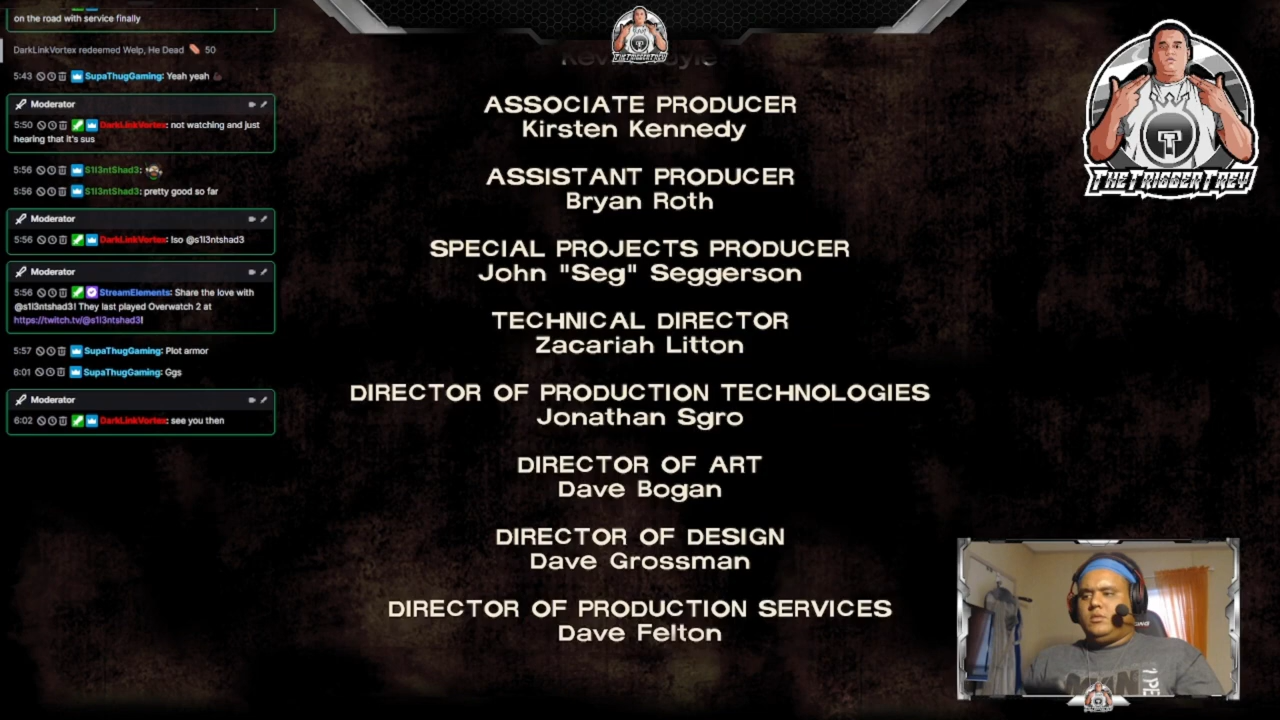 on the road with service finally
DarkLinkVortex redeemed Welp, He Dead 50
5:43 SupaThugGaming: Yeah yeah
Moderator
5:50 DarkLinkVortex: not watching and just
hearing that it's sus
5:56 S1l3ntShad3:
5:56 S1l3ntShad3: pretty good so far
Moderator
5:56 DarkLinkVortex: !so @s1l3ntshad3
Moderator
5:56 StreamElements: Share the love with
@s1l3ntshad3! They last played Overwatch 2 at
https://twitch.tv/@s1l3ntshad3!
5:57 SupaThugGaming: Plot armor
6:01 SupaThugGaming: Ggs
Moderator
6:02 DarkLinkVortex: see you then
ASSOCIATE PRODUCER
Kirsten Kennedy
ASSISTANT PRODUCER
Bryan Roth
SPECIAL PROJECTS PRODUCER
John "Seg" Seggerson
TECHNICAL DIRECTOR
Zacariah Litton
DIRECTOR OF PRODUCTION TECHNOLOGIES
Jonathan Sgro
DIRECTOR OF ART
Dave Bogan
DIRECTOR OF DESIGN
Dave Grossman
DIRECTOR OF PRODUCTION SERVICES
Dave Felton
T
THETRIGGERTREY